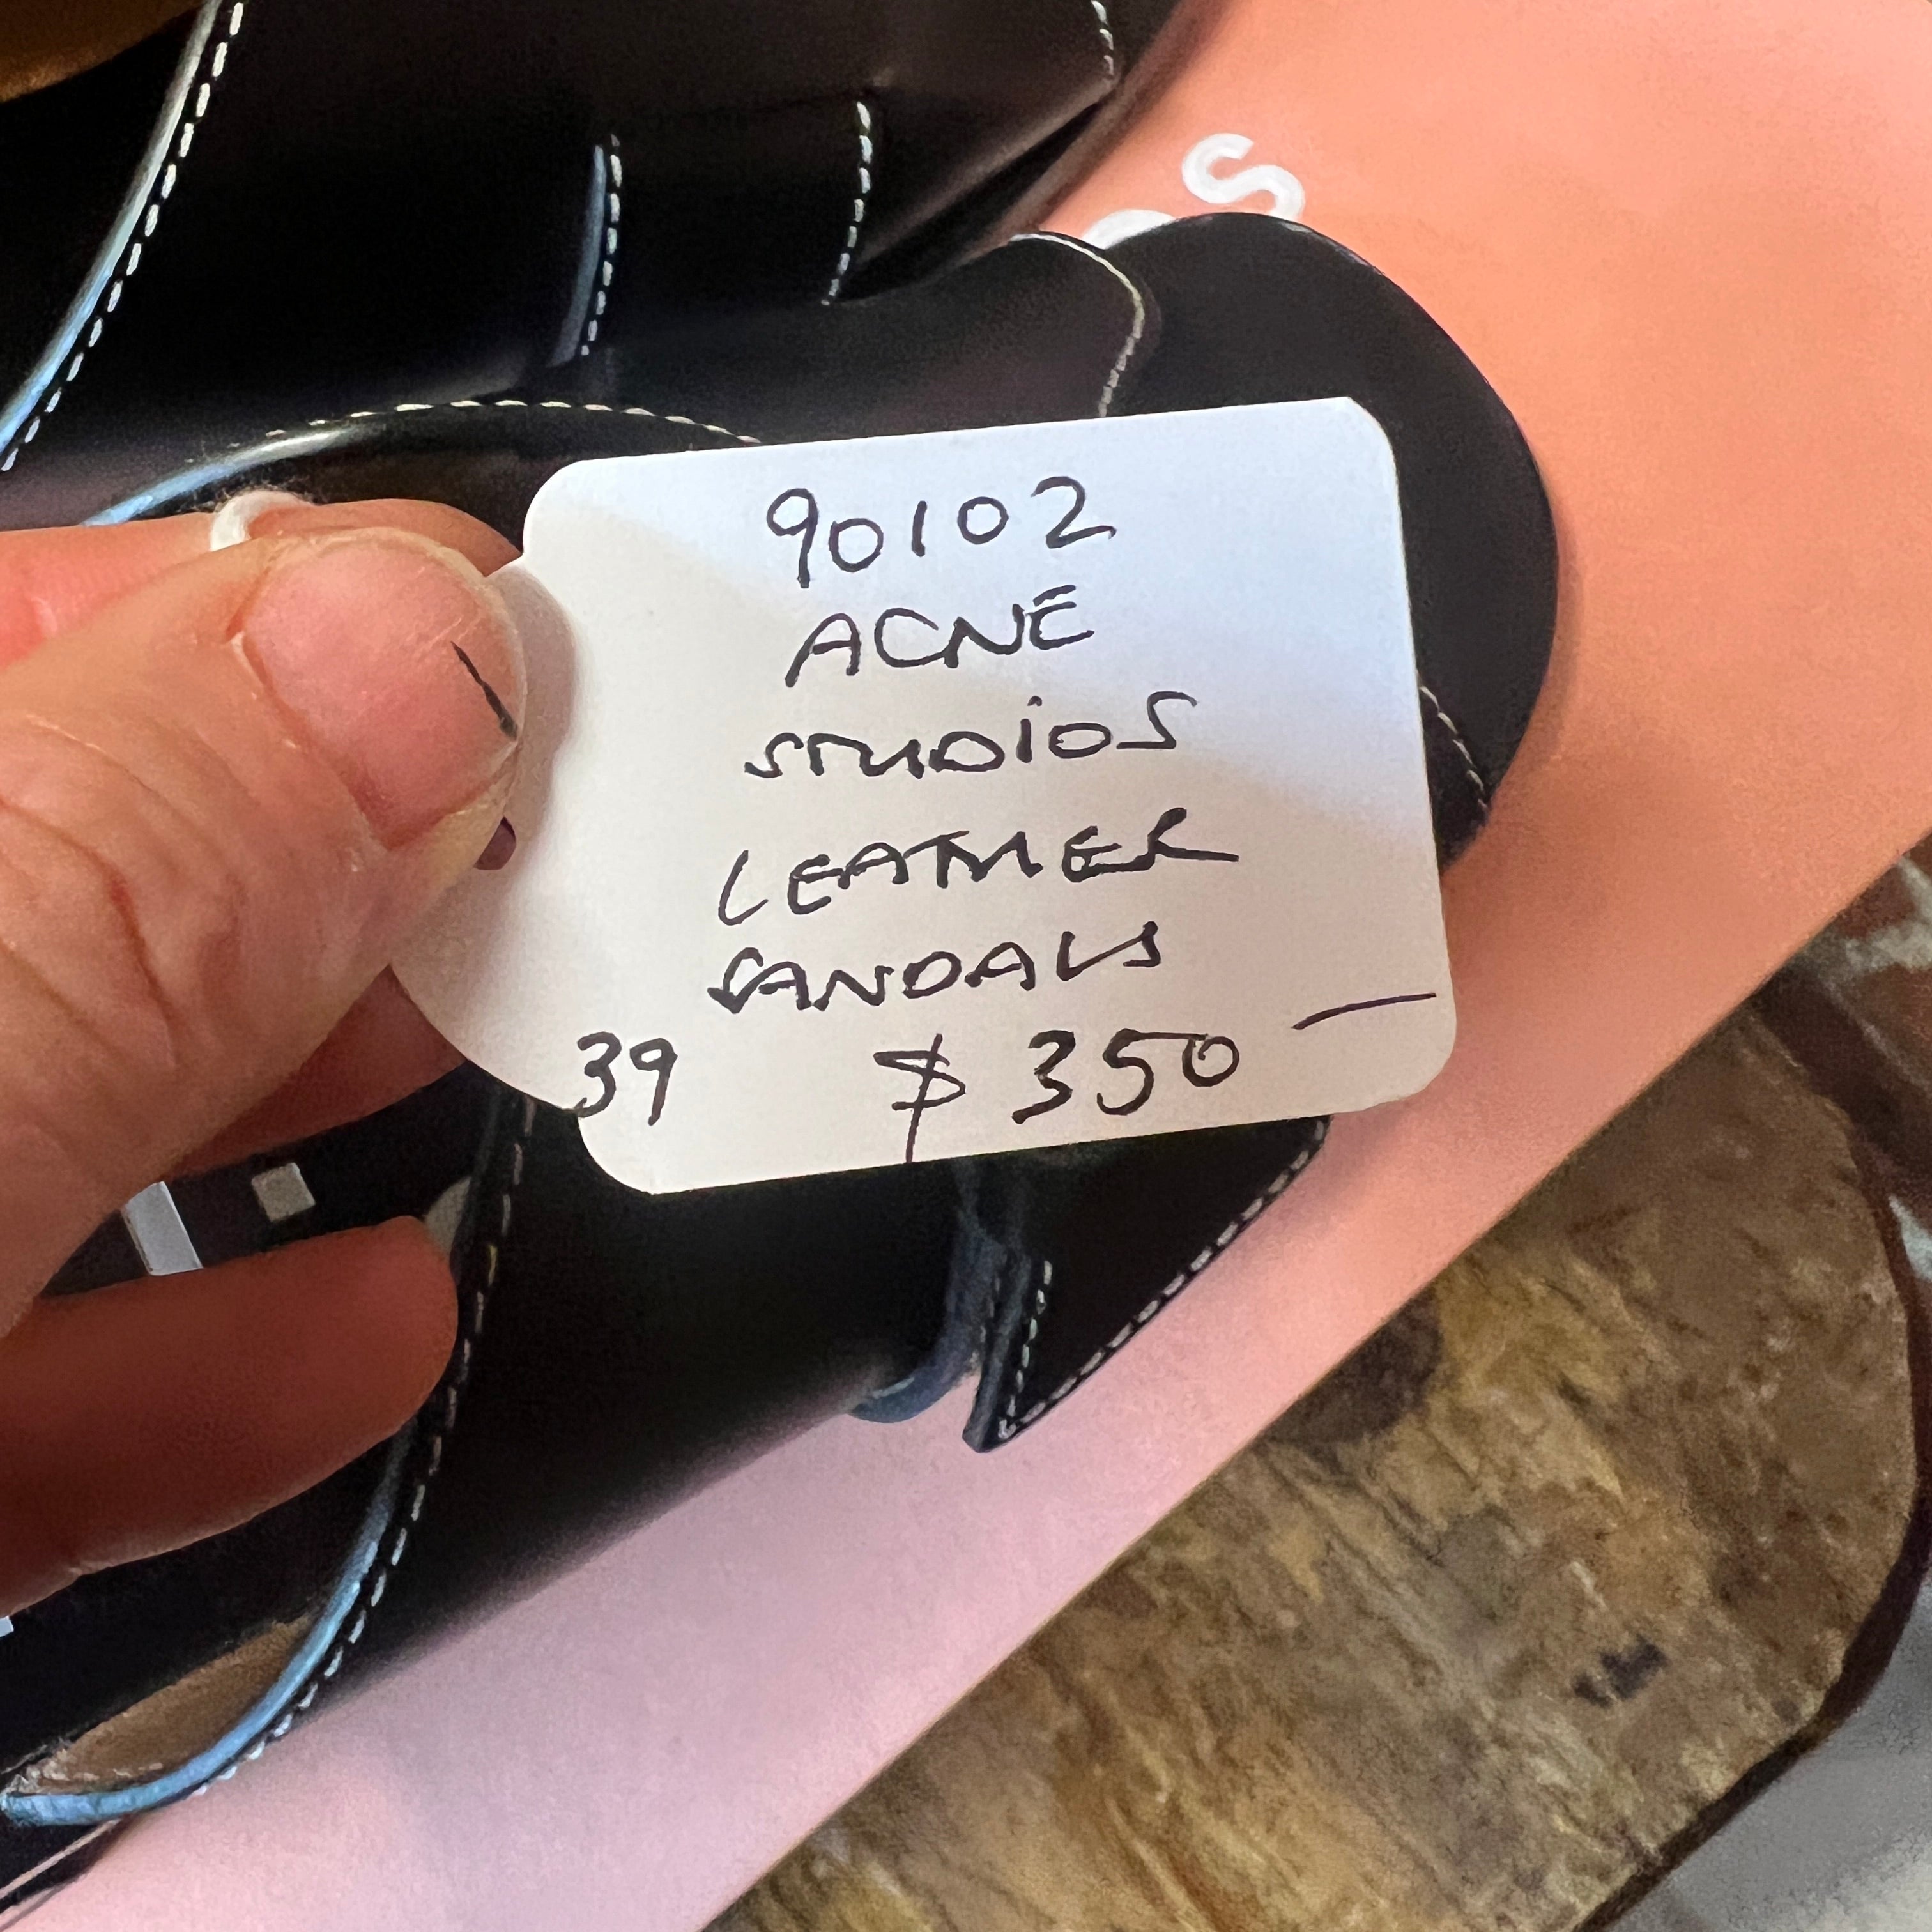 S
90102
ACNE
STUDiOS
LEATHER
SANDALS
39 $ 350 —